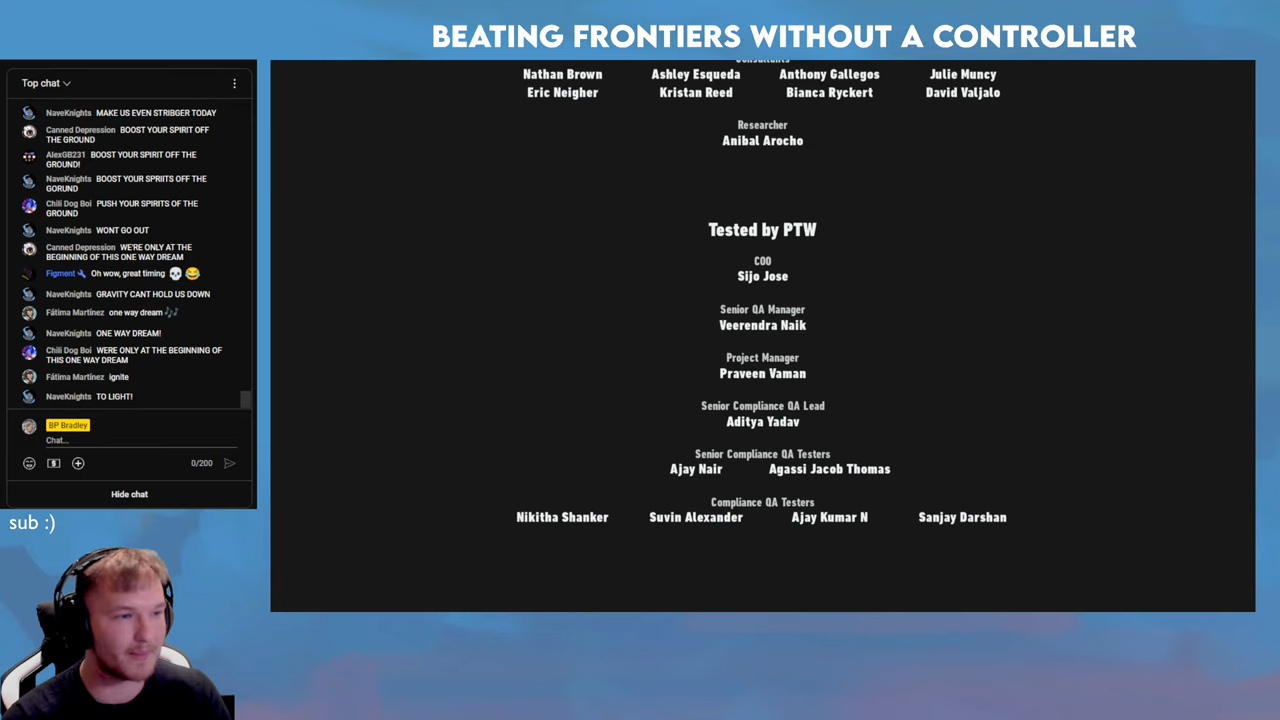 BEATING FRONTIERS WITHOUT A CONTROLLER
Top chat
NaveKnights MAKE US EVEN STRIBGER TODAY
Canned Depression BOOST YOUR SPIRIT OFF
THE GROUND
AlexGB231 BOOST YOUR SPIRIT OFF THE
GROUND!
NaveKnights BOOST YOUR SPRIITS OFF THE
GORUND
Chili Dog Boi PUSH YOUR SPIRITS OF THE
GROUND
NaveKnights WONT GO OUT
Canned Depression WE'RE ONLY AT THE
BEGINNING OF THIS ONE WAY DREAM
Figment Oh wow, great timing 💀😂
NaveKnights GRAVITY CANT HOLD US DOWN
Fátima Martínez one way dream 🎶
NaveKnights ONE WAY DREAM!
Chili Dog Boi WERE ONLY AT THE BEGINNING OF
THIS ONE WAY DREAM
Fátima Martínez ignite
NaveKnights TO LIGHT!
BP Bradley
Chat...
0/200
Hide chat
sub :)
Consultants
Nathan Brown Ashley Esqueda Anthony Gallegos Julie Muncy
Eric Neigher Kristan Reed Bianca Ryckert David Valjalo
Researcher
Anibal Arocho
Tested by PTW
COO
Sijo Jose
Senior QA Manager
Veerendra Naik
Project Manager
Praveen Vaman
Senior Compliance QA Lead
Aditya Yadav
Senior Compliance QA Testers
Ajay Nair Agassi Jacob Thomas
Compliance QA Testers
Nikitha Shanker Suvin Alexander Ajay Kumar N Sanjay Darshan